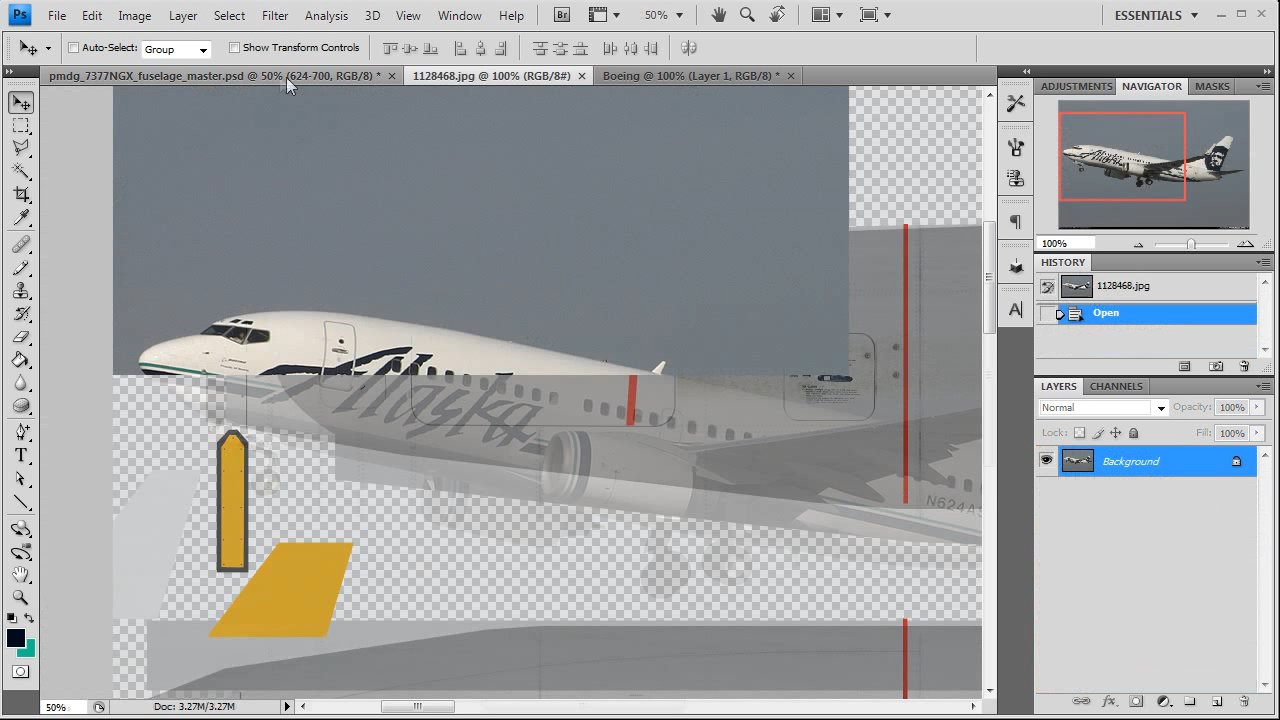 Ps File Edit Image Layer Select Filter Analysis 3D View Window Help Br 50% ESSENTIALS
Auto-Select: Group Show Transform Controls
pmdg_7377NGX_fuselage_master.psd @ 50% (624-700, RGB/8) * × 1128468.jpg @ 100% (RGB/8#) × Boeing @ 100% (La RGB/8) * ×
ADJUSTMENTS NAVIGATOR MASKS
100%
HISTORY
1128468.jpg
Open
Alaska
N624AS
LAYERS CHANNELS
Normal Opacity: 100%
Lock: Fill: 100%
Background
50% Doc: 3.27M/3.27M